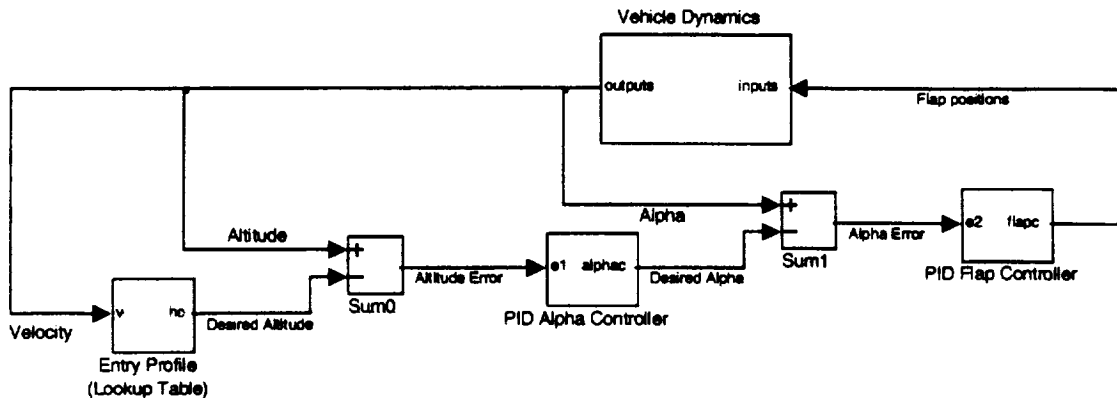 Vehicle Dynamics
outputs
inputs
Flap positions
Alpha
+
−
Sum1
Alpha Error
e2
flapc
PID Flap Controller
Altitude
+
−
Sum0
Altitude Error
e1
alphac
Desired Alpha
PID Alpha Controller
Velocity
v
hc
Desired Altitude
Entry Profile
(Lookup Table)